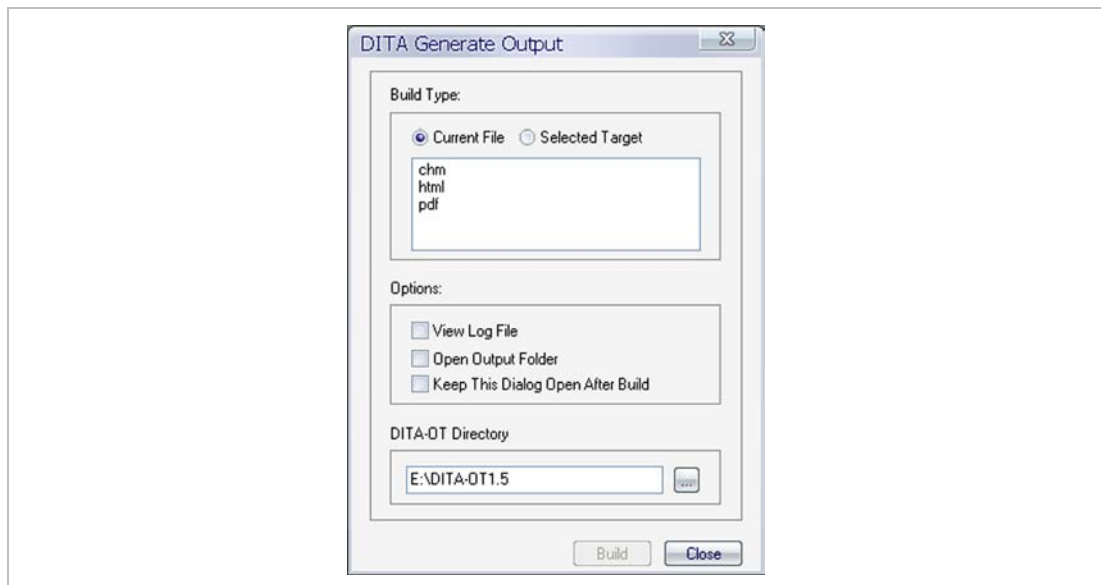 DITA Generate Output
Build Type:
Current File Selected Target
chm
html
pdf
Options:
View Log File
Open Output Folder
Keep This Dialog Open After Build
DITA-OT Directory
E:\DITA-OT1.5 ...
Build Close